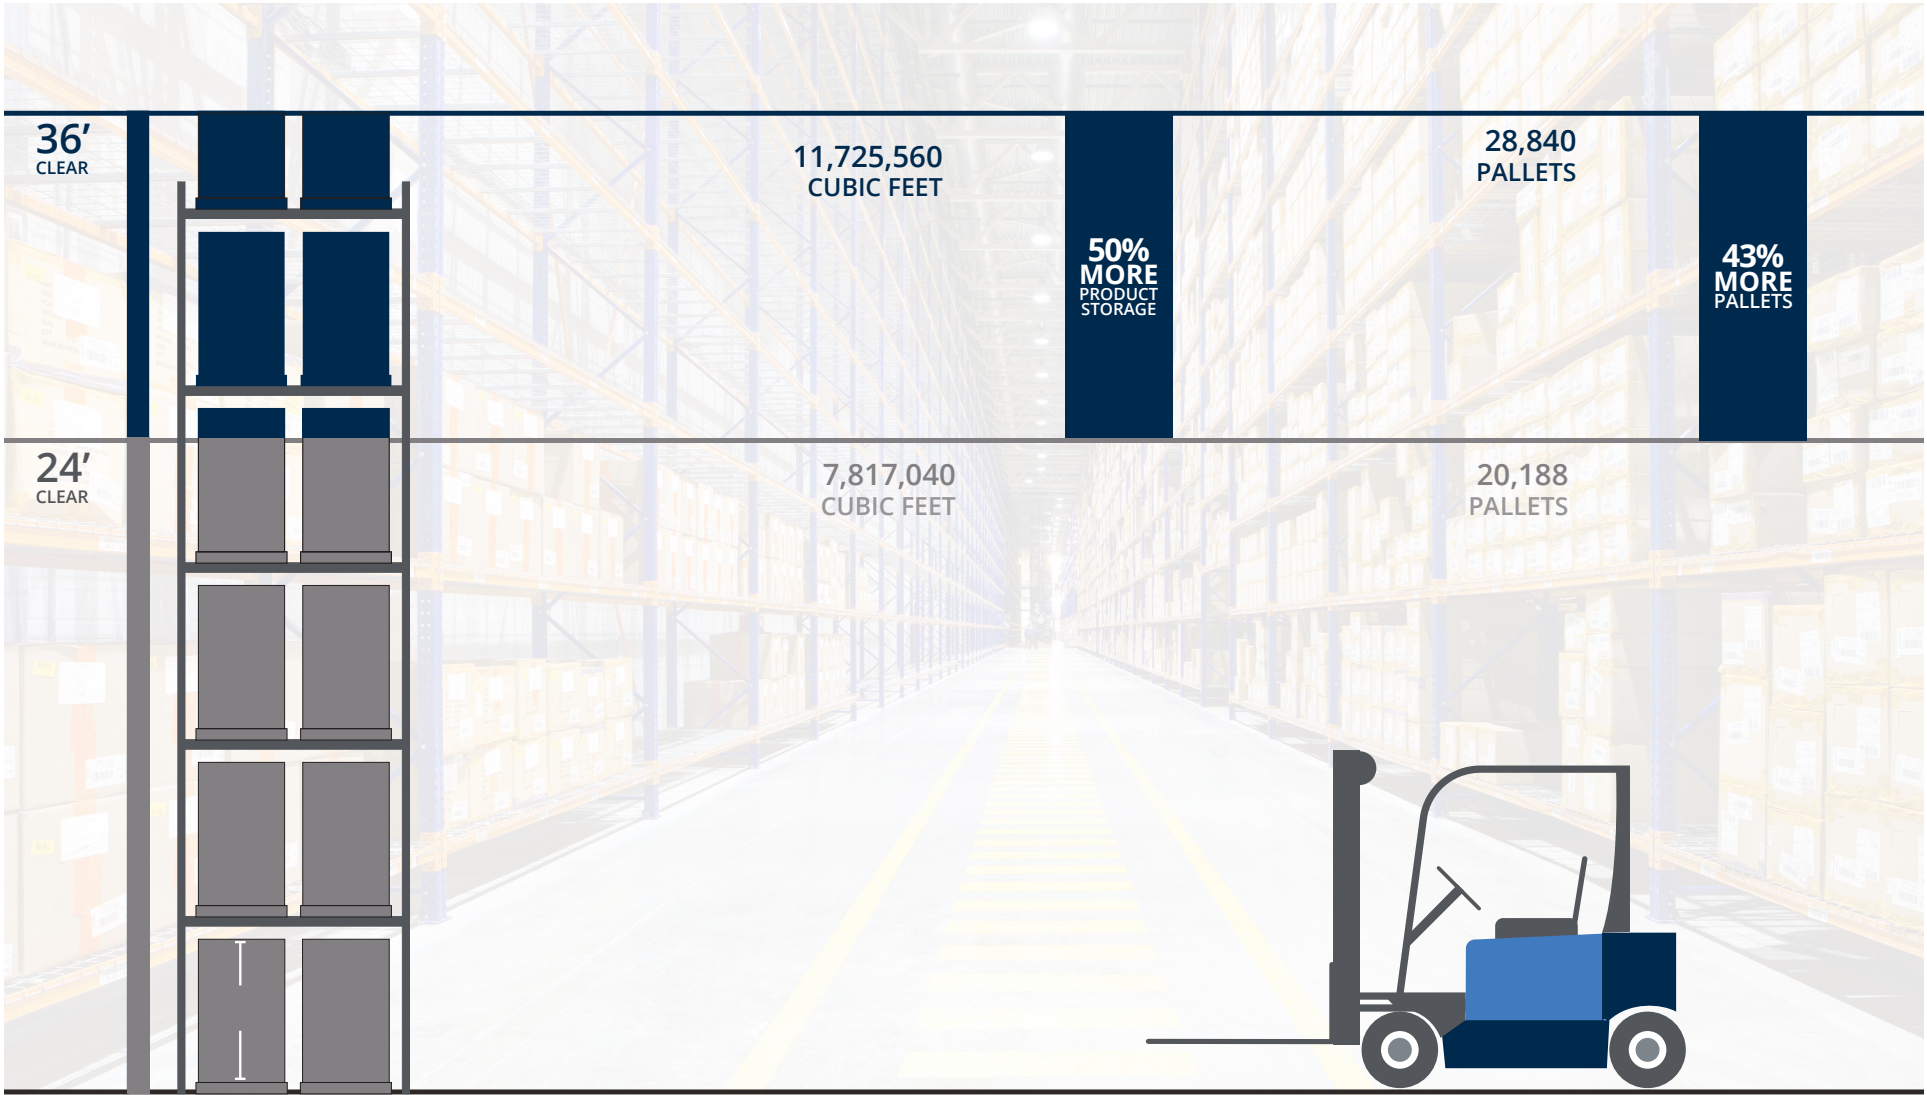 36’
CLEAR
11,725,560
CUBIC FEET
50%
MORE
PRODUCT
STORAGE
28,840
PALLETS
43%
MORE
PALLETS
24’
CLEAR
7,817,040
CUBIC FEET
20,188
PALLETS